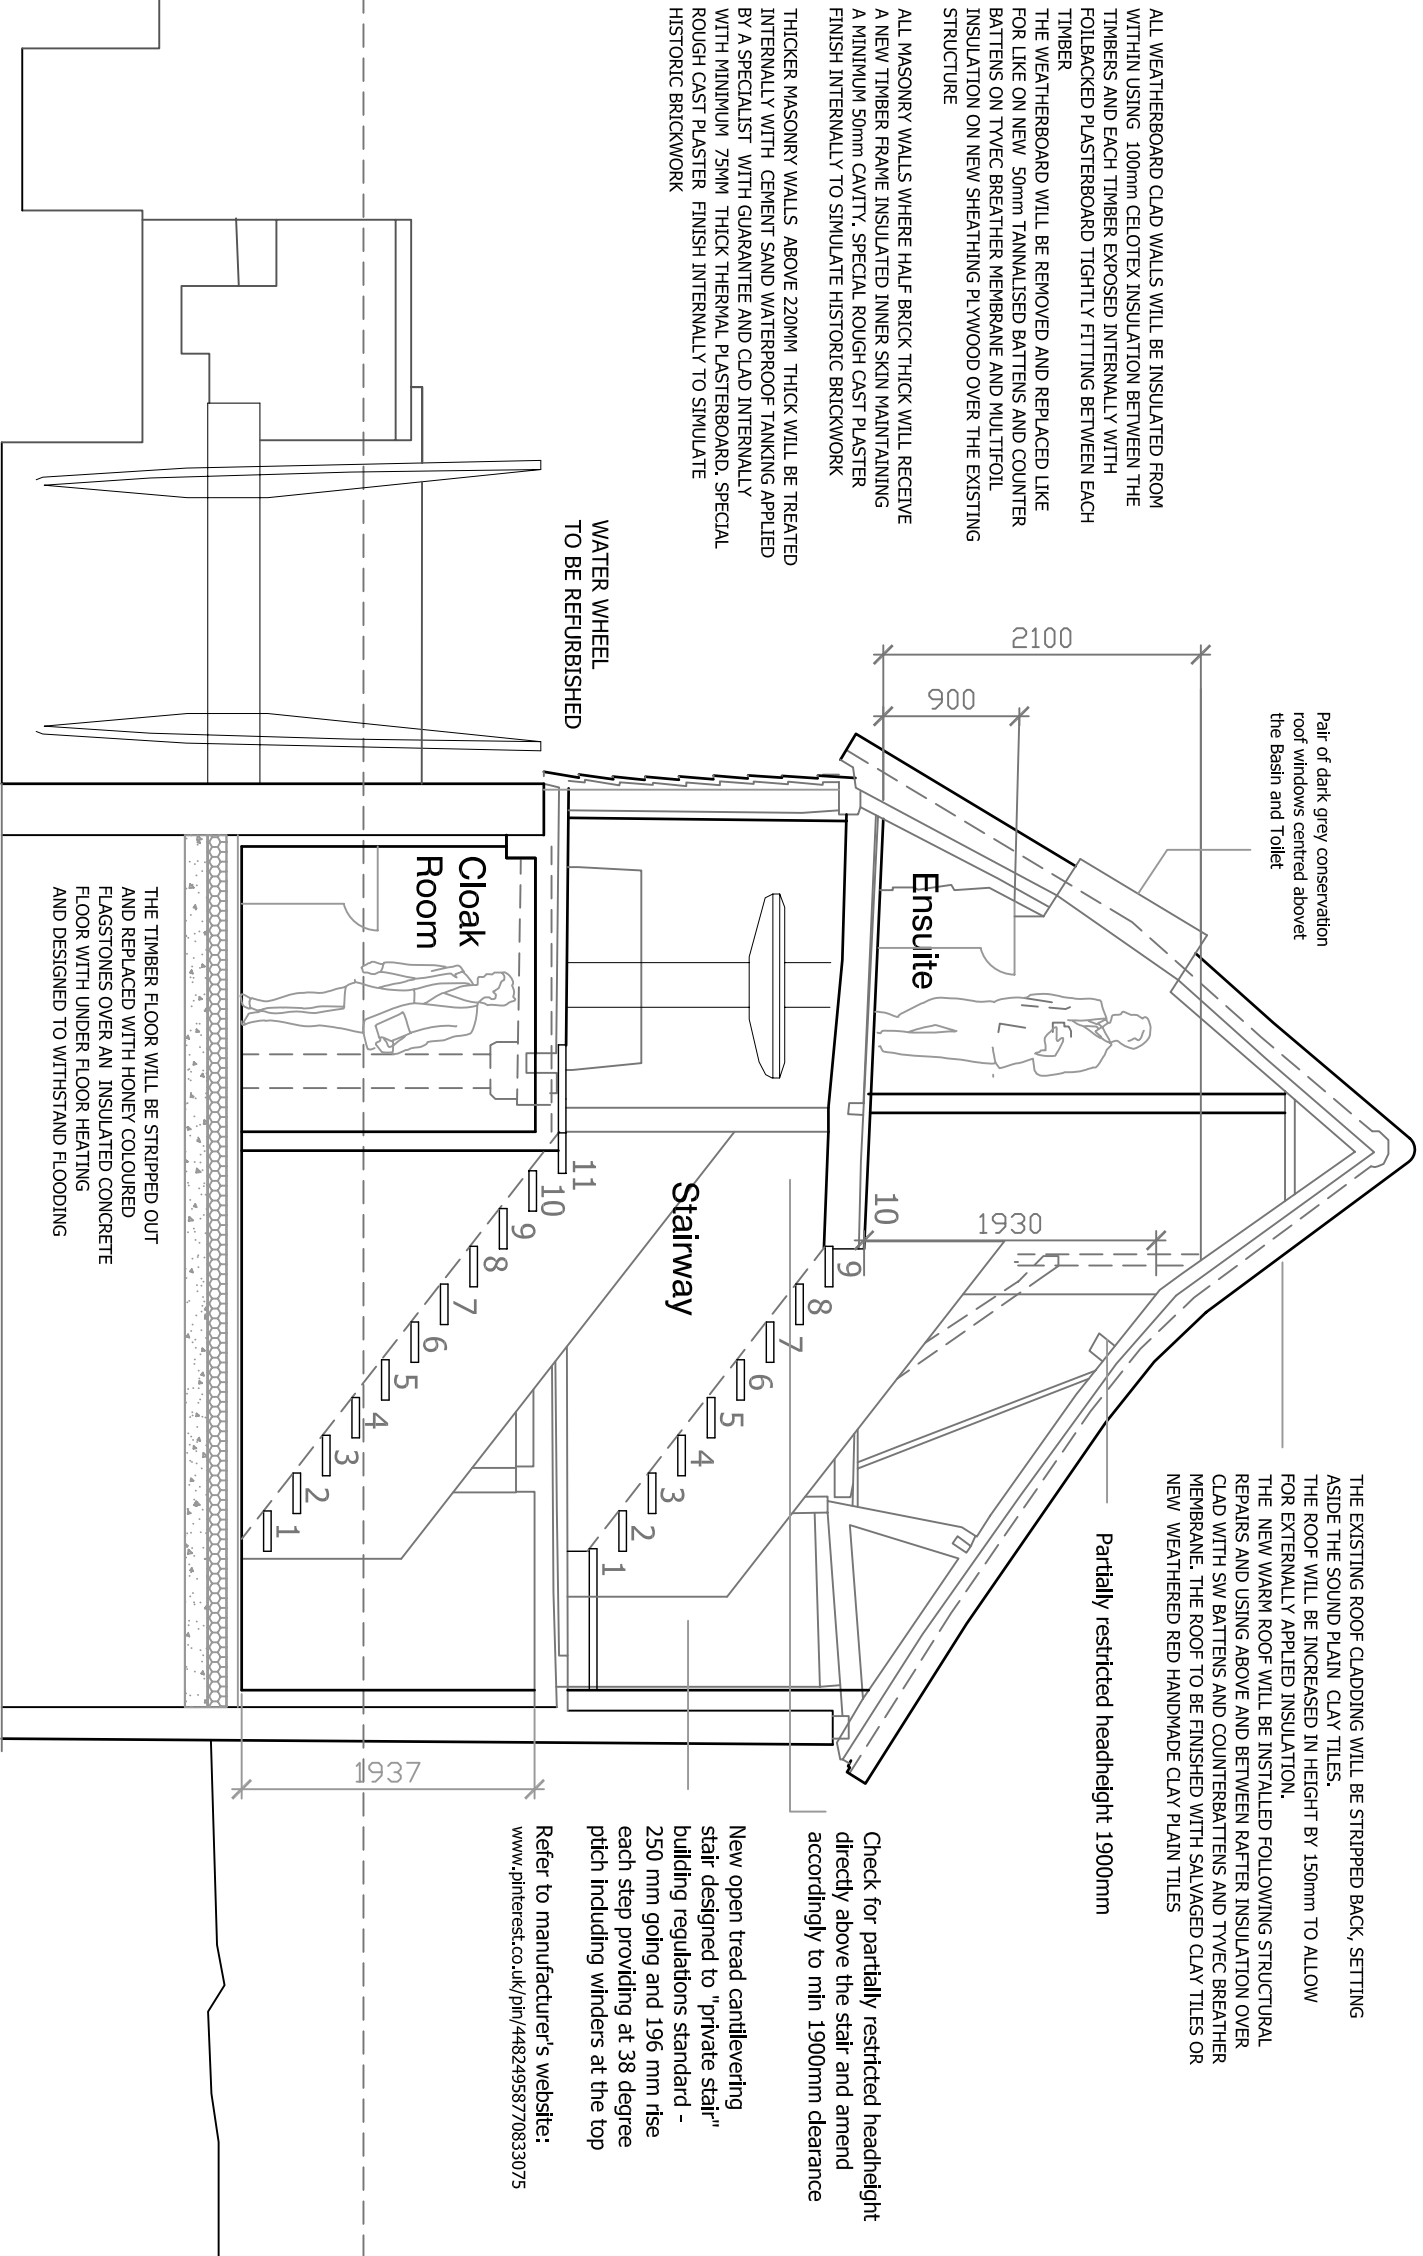 ALL WEATHERBOARD CLAD WALLS WILL BE INSULATED FROM
WITHIN USING 100mm CELOTEX INSULATION BETWEEN THE
TIMBERS AND EACH TIMBER EXPOSED INTERNALLY WITH
FOILBACKED PLASTERBOARD TIGHTLY FITTING BETWEEN EACH
TIMBER
THE WEATHERBOARD WILL BE REMOVED AND REPLACED LIKE
FOR LIKE ON NEW 50mm TANNALISED BATTENS AND COUNTER
BATTENS ON TYVEC BREATHER MEMBRANE AND MULTIFOIL
INSULATION ON NEW SHEATHING PLYWOOD OVER THE EXISTING
STRUCTURE
ALL MASONRY WALLS WHERE HALF BRICK THICK WILL RECEIVE
A NEW TIMBER FRAME INSULATED INNER SKIN MAINTAINING
A MINIMUM 50mm CAVITY. SPECIAL ROUGH CAST PLASTER
FINISH INTERNALLY TO SIMULATE HISTORIC BRICKWORK
THICKER MASONRY WALLS ABOVE 220MM THICK WILL BE TREATED
INTERNALLY WITH CEMENT SAND WATERPROOF TANKING APPLIED
BY A SPECIALIST WITH GUARANTEE AND CLAD INTERNALLY
WITH MINIMUM 75MM THICK THERMAL PLASTERBOARD. SPECIAL
ROUGH CAST PLASTER FINISH INTERNALLY TO SIMULATE
HISTORIC BRICKWORK
WATER WHEEL
TO BE REFURBISHED
Pair of dark grey conservation
roof windows centred abovet
the Basin and Toilet
2100
900
Ensuite
1930
10
9
8
7
6
5
4
3
2
1
Stairway
Cloak
Room
11
10
9
8
7
6
5
4
3
2
1
1937
THE TIMBER FLOOR WILL BE STRIPPED OUT
AND REPLACED WITH HONEY COLOURED
FLAGSTONES OVER AN INSULATED CONCRETE
FLOOR WITH UNDER FLOOR HEATING
AND DESIGNED TO WITHSTAND FLOODING
THE EXISTING ROOF CLADDING WILL BE STRIPPED BACK, SETTING
ASIDE THE SOUND PLAIN CLAY TILES.
THE ROOF WILL BE INCREASED IN HEIGHT BY 150mm TO ALLOW
FOR EXTERNALLY APPLIED INSULATION.
THE NEW WARM ROOF WILL BE INSTALLED FOLLOWING STRUCTURAL
REPAIRS AND USING ABOVE AND BETWEEN RAFTER INSULATION OVER
CLAD WITH SW BATTENS AND COUNTERBATTENS AND TYVEC BREATHER
MEMBRANE. THE ROOF TO BE FINISHED WITH SALVAGED CLAY TILES OR
NEW WEATHERED RED HANDMADE CLAY PLAIN TILES
Partially restricted headheight 1900mm
Check for partially restricted headheight
directly above the stair and amend
accordingly to min 1900mm clearance
New open tread cantilevering
stair designed to "private stair"
building regulations standard -
250 mm going and 196 mm rise
each step providing at 38 degree
ptich including winders at the top
Refer to manufacturer's website:
www.pinterest.co.uk/pin/448249587708330​75